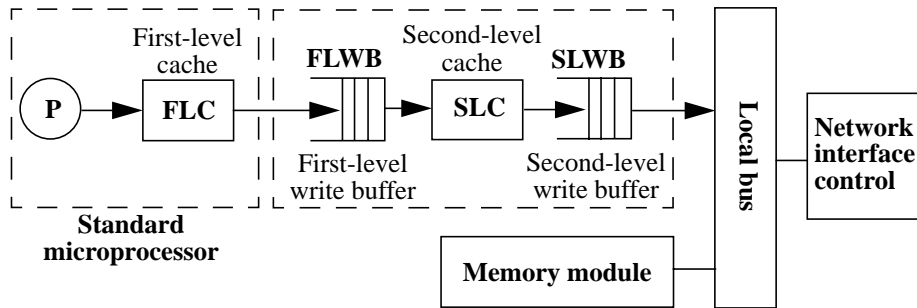 First-level
cache
P
FLC
Standard
microprocessor
FLWB
First-level
write buffer
Second-level
cache
SLC
SLWB
Second-level
write buffer
Local bus
Network
interface
control
Memory module